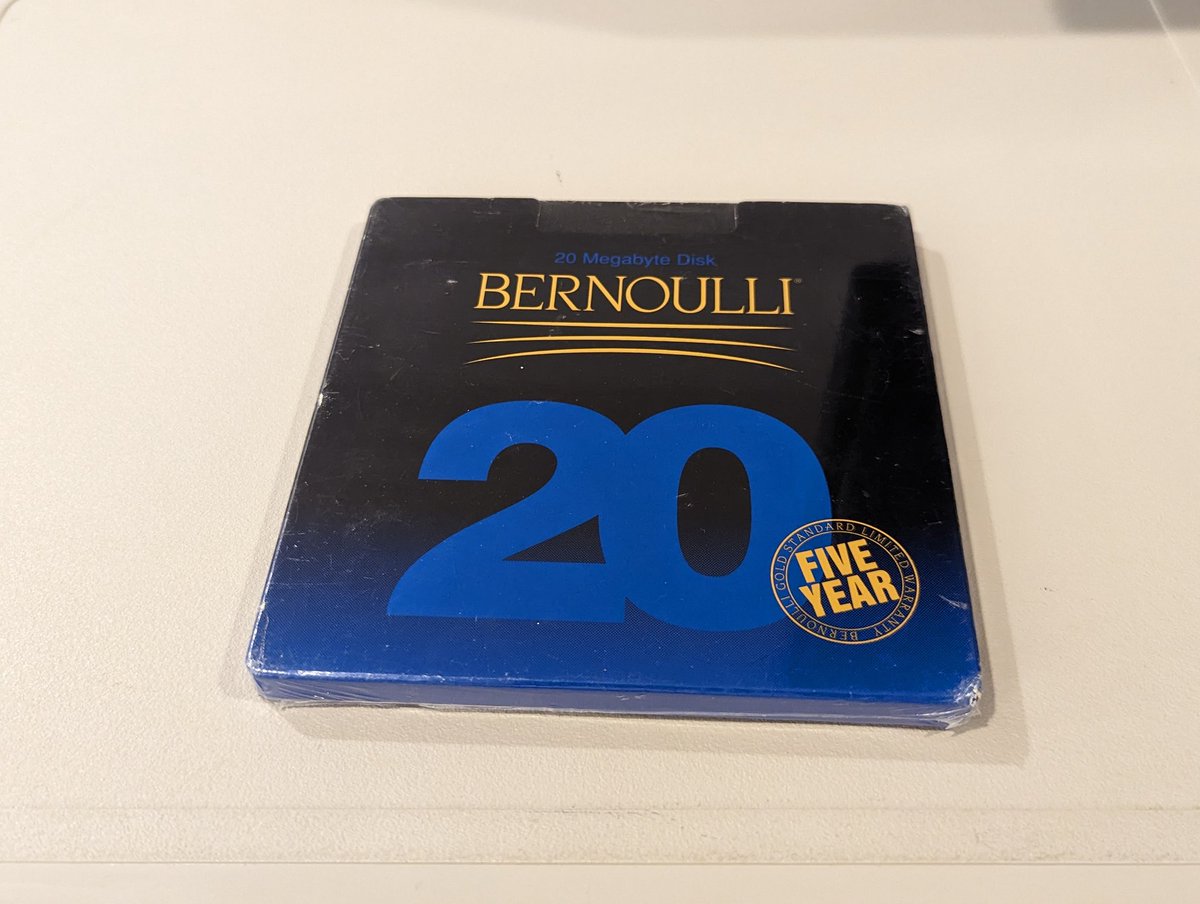 20 Megabyte Disk
BERNOULLI®
20
BERNOULLI GOLD STANDARD LIMITED WARRANTY
FIVE
YEAR